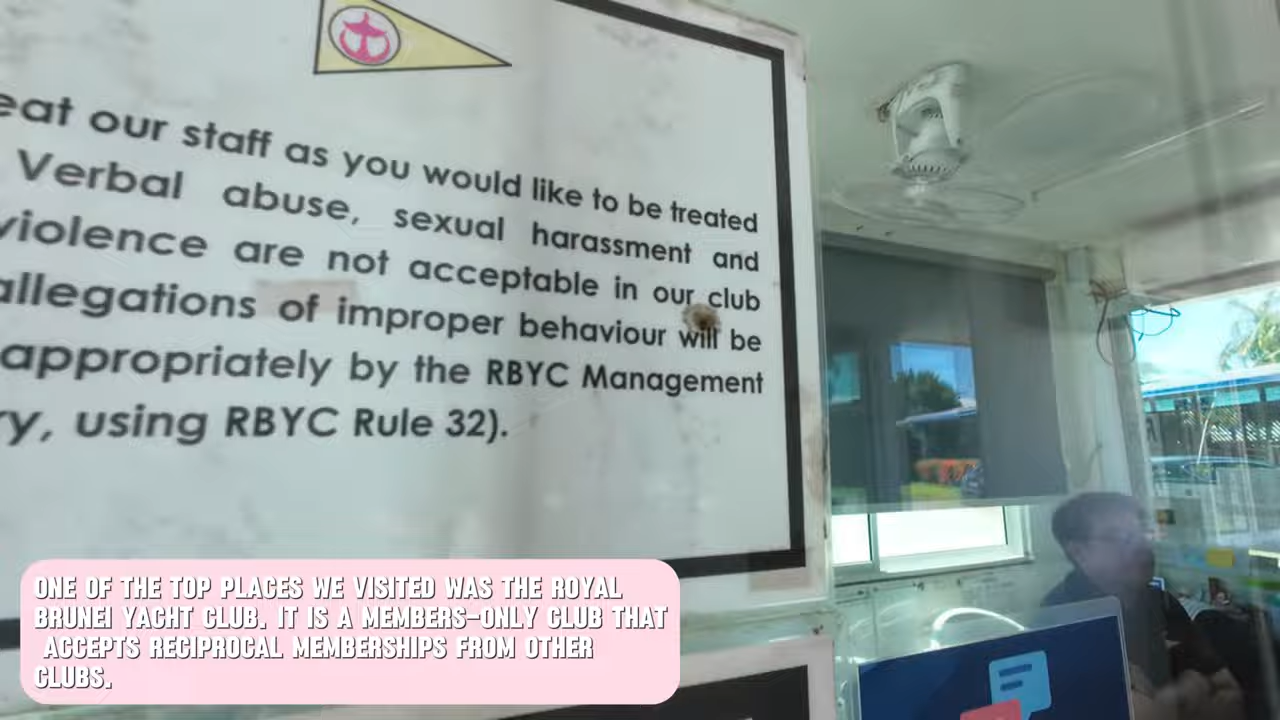 eat our staff as you would like to be treated
Verbal abuse, sexual harassment and
violence are not acceptable in our club
allegations of improper behaviour will be
appropriately by the RBYC Management
ry, using RBYC Rule 32).
ONE OF THE TOP PLACES WE VISITED WAS THE ROYAL
BRUNEI YACHT CLUB. IT IS A MEMBERS-ONLY CLUB THAT
ACCEPTS RECIPROCAL MEMBERSHIPS FROM OTHER
CLUBS.